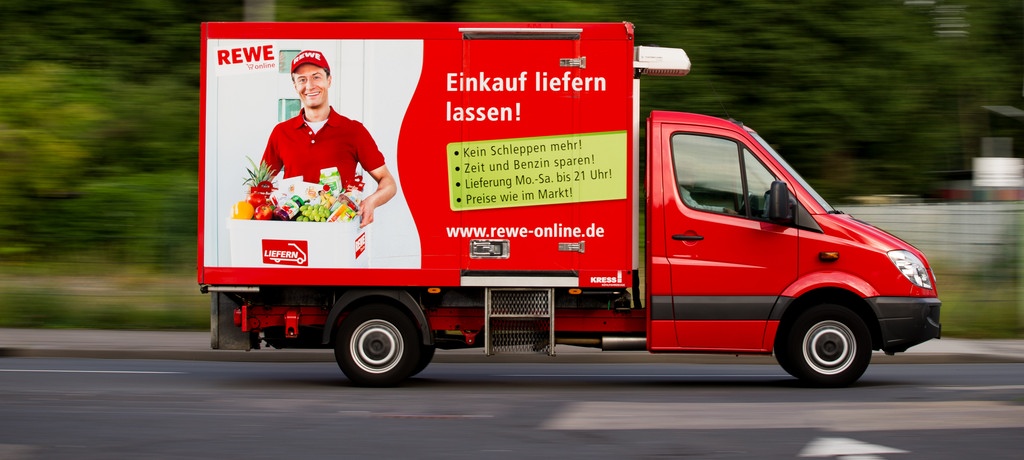 REWE
online
REWE
Einkauf liefern
lassen!
• Kein Schleppen mehr!
• Zeit und Benzin sparen!
• Lieferung Mo.-Sa. bis 21 Uhr!
• Preise wie im Markt!
www.rewe-online.de
LIEFERN
REWE
KRESS